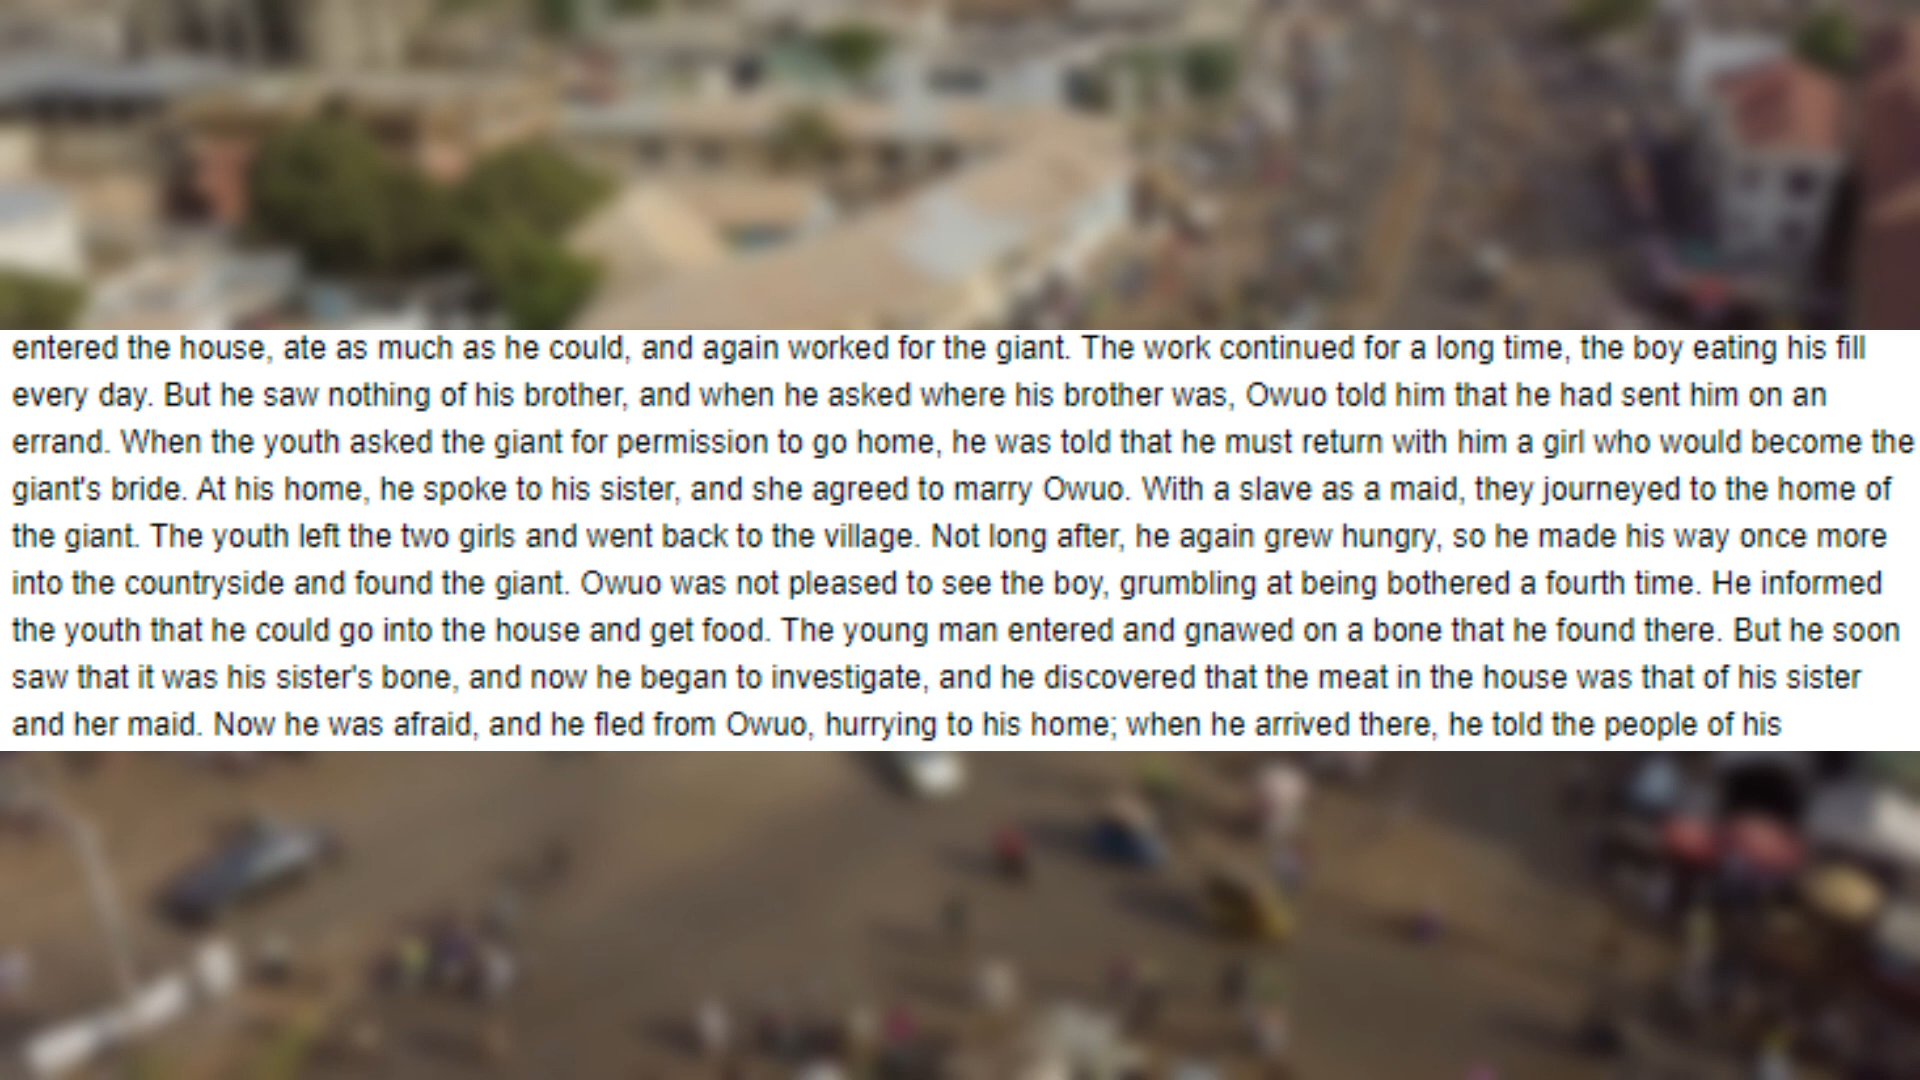 entered the house, ate as much as he could, and again worked for the giant. The work continued for a long time, the boy eating his fill
every day. But he saw nothing of his brother, and when he asked where his brother was, Owuo told him that he had sent him on an
errand. When the youth asked the giant for permission to go home, he was told that he must return with him a girl who would become the
giant's bride. At his home, he spoke to his sister, and she agreed to marry Owuo. With a slave as a maid, they journeyed to the home of
the giant. The youth left the two girls and went back to the village. Not long after, he again grew hungry, so he made his way once more
into the countryside and found the giant. Owuo was not pleased to see the boy, grumbling at being bothered a fourth time. He informed
the youth that he could go into the house and get food. The young man entered and gnawed on a bone that he found there. But he soon
saw that it was his sister's bone, and now he began to investigate, and he discovered that the meat in the house was that of his sister
and her maid. Now he was afraid, and he fled from Owuo, hurrying to his home; when he arrived there, he told the people of his